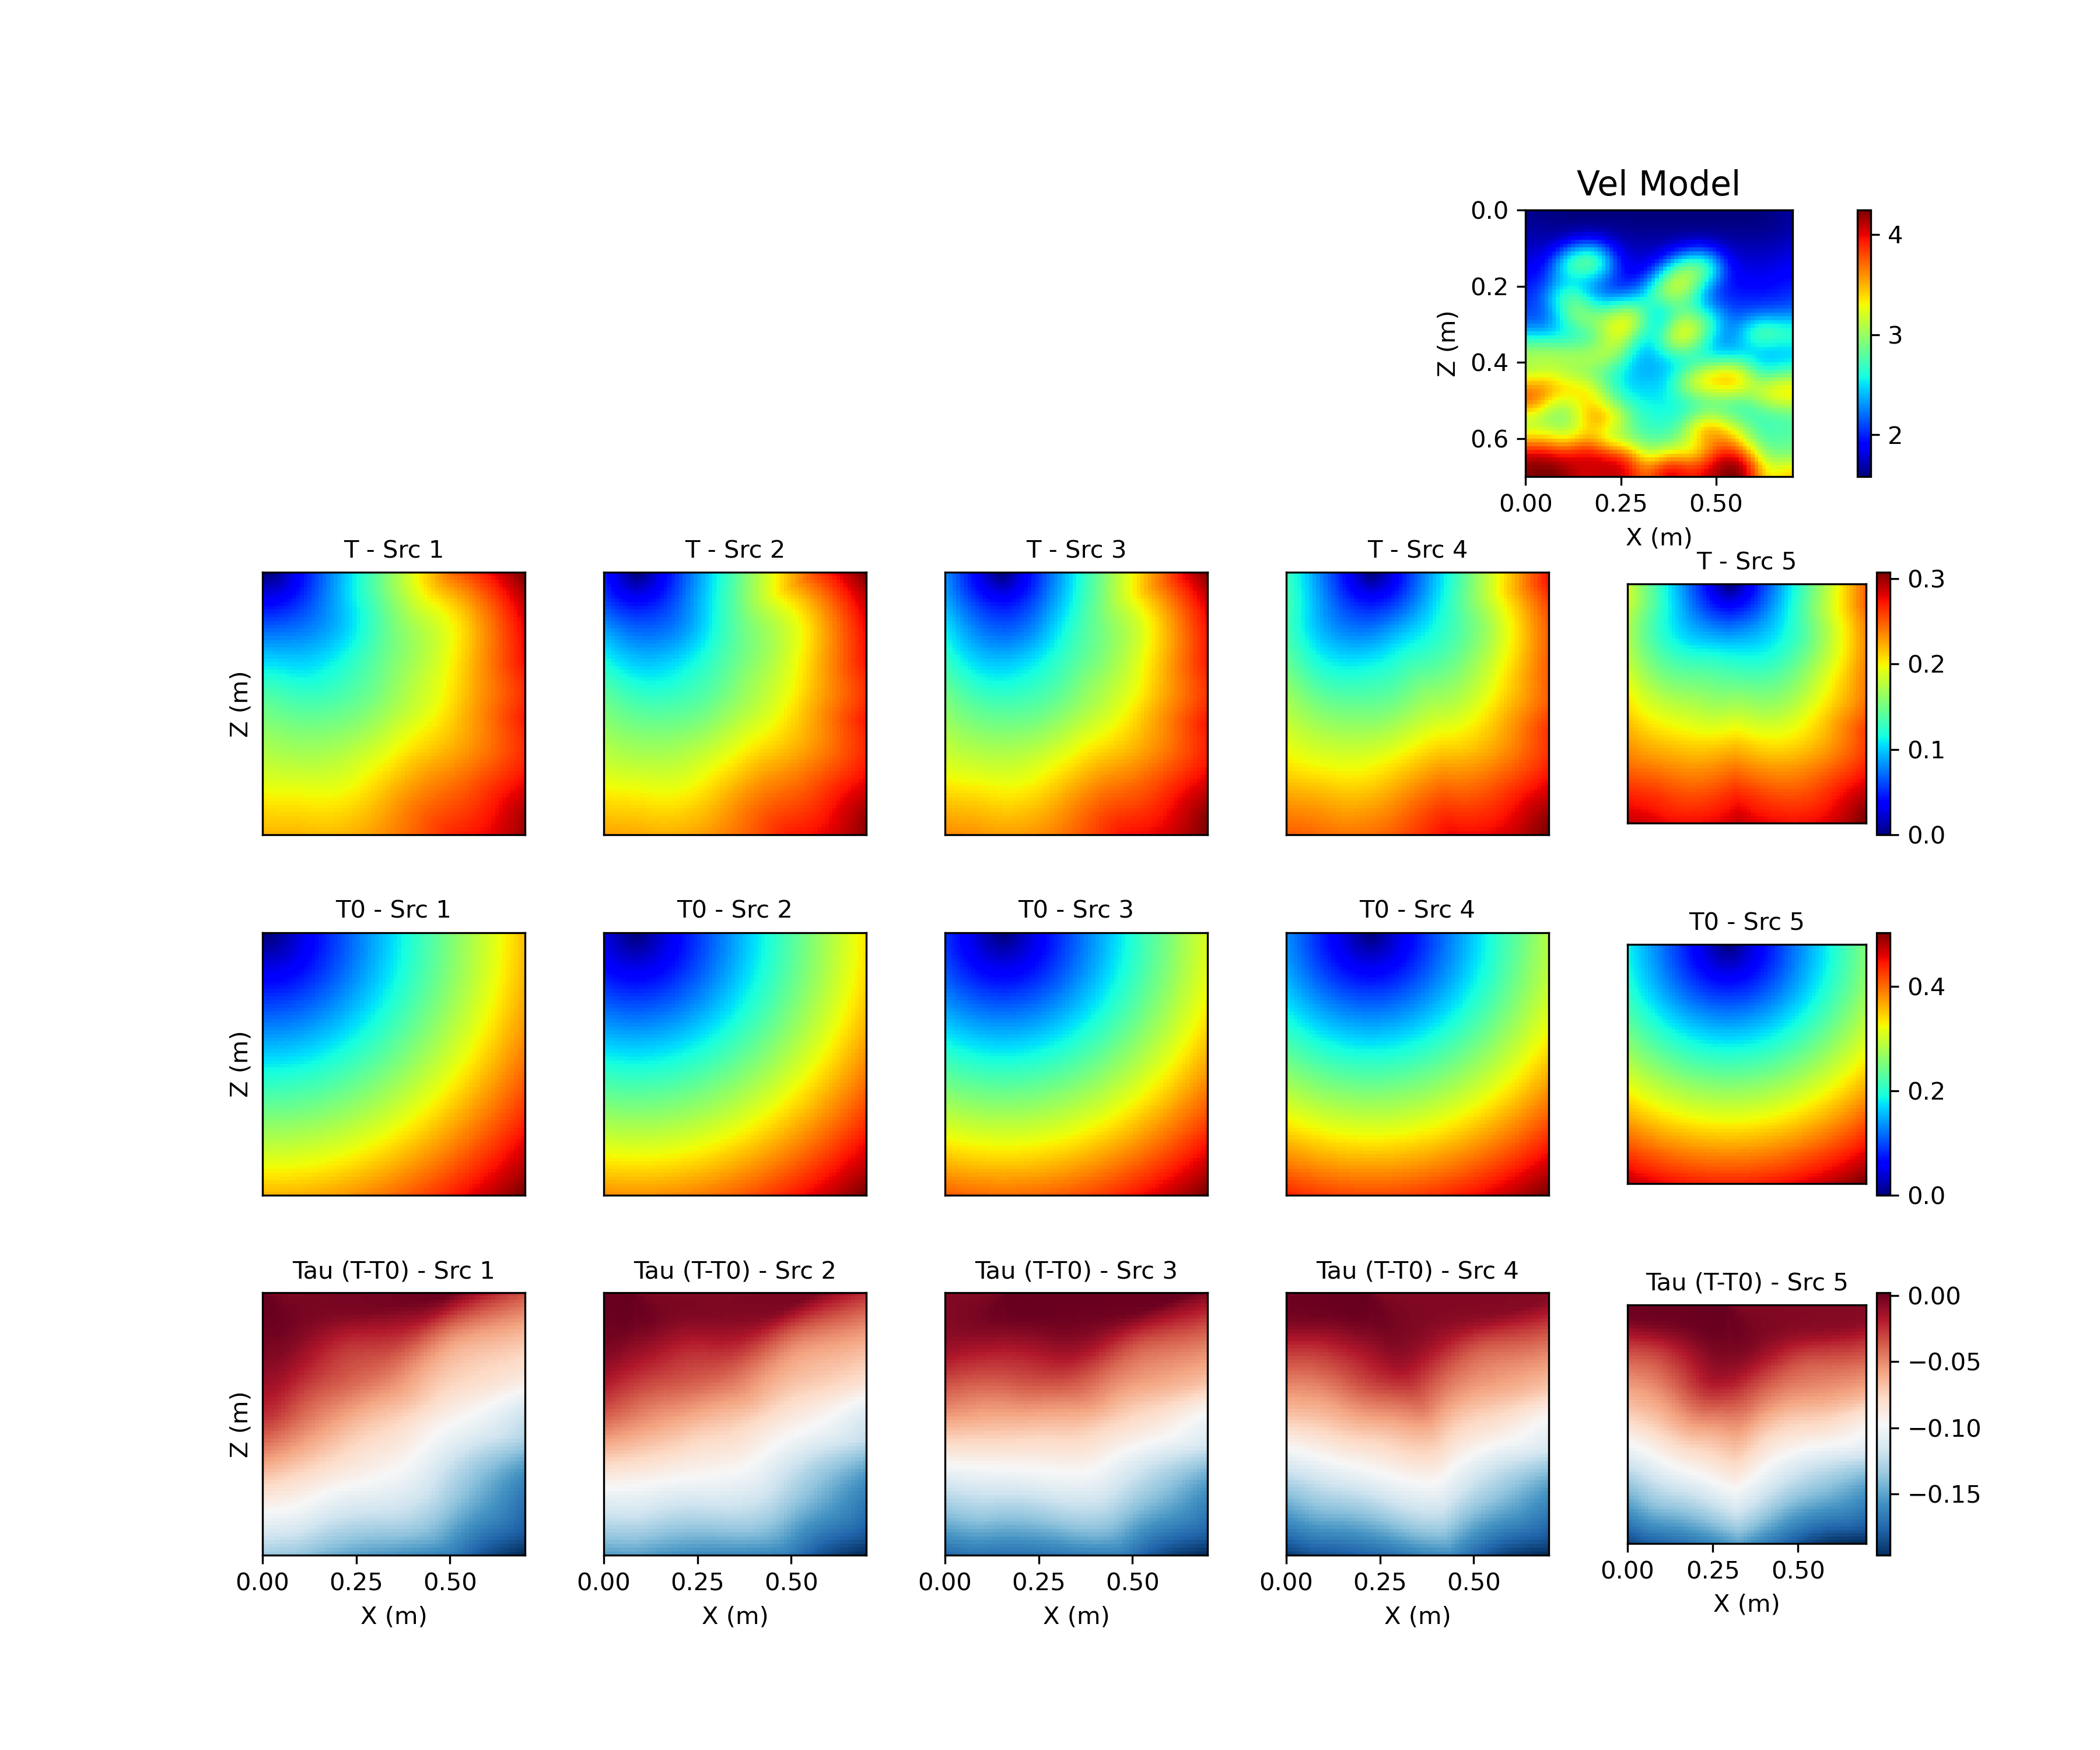 Vel Model
0.0
0.2
0.4
0.6
Z (m)
0.00 0.25 0.50
X (m)
4
3
2
T - Src 1 T - Src 2 T - Src 3 T - Src 4 T - Src 5
Z (m)
0.3
0.2
0.1
0.0
T0 - Src 1 T0 - Src 2 T0 - Src 3 T0 - Src 4 T0 - Src 5
Z (m)
0.4
0.2
0.0
Tau (T-T0) - Src 1 Tau (T-T0) - Src 2 Tau (T-T0) - Src 3 Tau (T-T0) - Src 4 Tau (T-T0) - Src 5
Z (m)
0.00
−0.05
−0.10
−0.15
0.00 0.25 0.50 0.00 0.25 0.50 0.00 0.25 0.50 0.00 0.25 0.50 0.00 0.25 0.50
X (m) X (m) X (m) X (m) X (m)